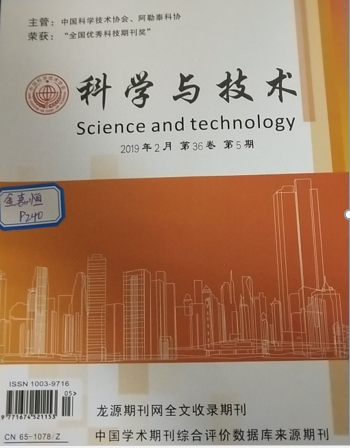 主管：中国科学技术协会、阿勒泰科协
荣获：“全国优秀科技期刊奖”
科学与技术
Science and technology
2019年2月 第36卷 第5期
P240
ISSN 1003-9716
05>
9 771674 521153
CN 65-1078/Z
龙源期刊网全文收录期刊
中国学术期刊综合评价数据库来源期刊